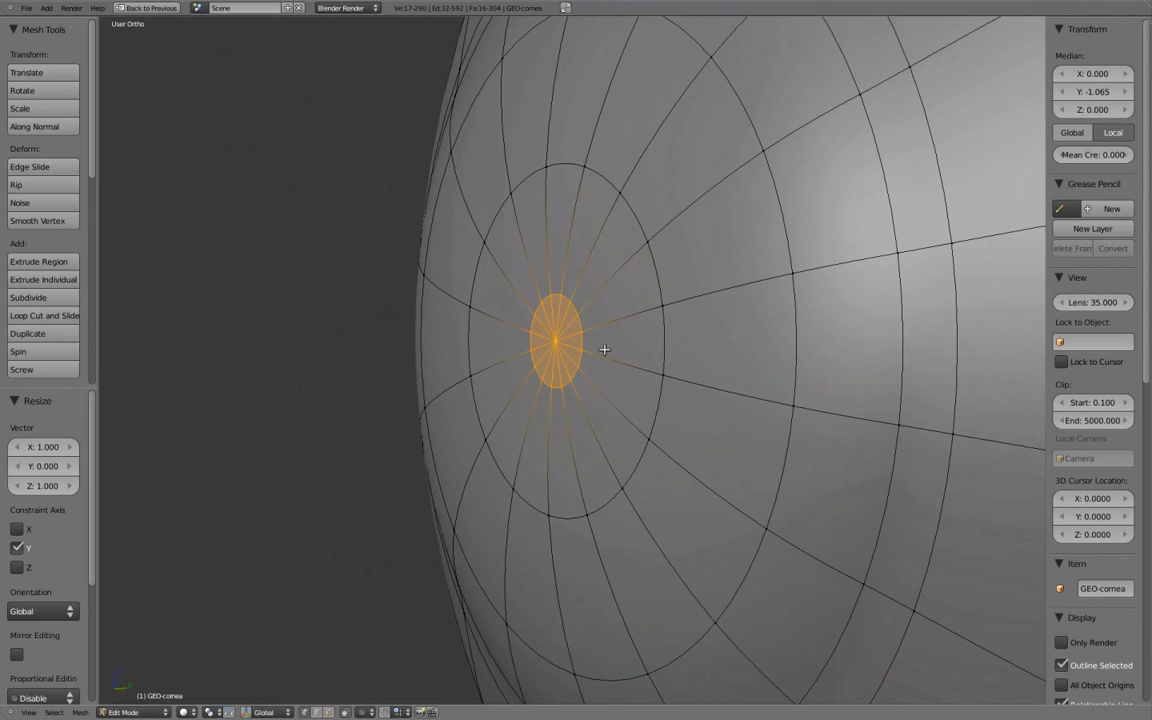 File Add Render Help Back to Previous Scene Blender Render Ve:17-290 | Ed:32-592 | Fa:16-304 | GEO-cornea
User Ortho
Mesh Tools
Transform:
Translate
Rotate
Scale
Along Normal
Deform:
Edge Slide
Rip
Noise
Smooth Vertex
Add:
Extrude Region
Extrude Individual
Subdivide
Loop Cut and Slide
Duplicate
Spin
Screw
Resize
Vector
X: 1.000
Y: 0.000
Z: 1.000
Constraint Axis
X
Y
Z
Orientation
Global
Mirror Editing
Proportional Editin
Disable
(1) GEO-cornea
View Select Mesh Edit Mode Global
Transform
Median:
X: 0.000
Y: -1.065
Z: 0.000
Global Local
Mean Cre: 0.000
Grease Pencil
New
New Layer
elete Fram Convert
View
Lens: 35.000
Lock to Object:
Lock to Cursor
Clip:
Start: 0.100
End: 5000.000
Local Camera:
Camera
3D Cursor Location:
X: 0.0000
Y: 0.0000
Z: 0.0000
Item
GEO-cornea
Display
Only Render
Outline Selected
All Object Origins